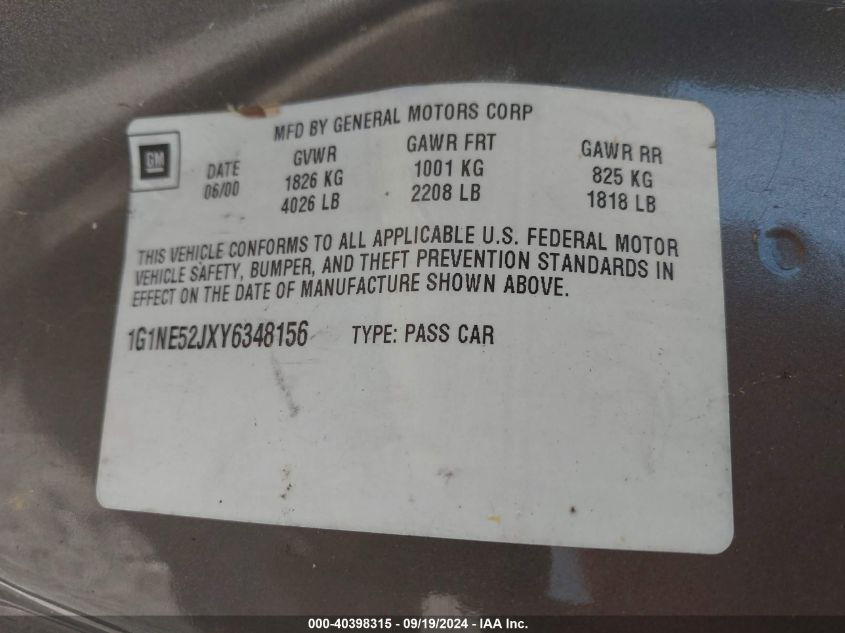 MFD BY GENERAL MOTORS CORP
GM
DATE GVWR GAWR FRT GAWR RR
06/00 1826 KG 1001 KG 825 KG
4026 LB 2208 LB 1818 LB
THIS VEHICLE CONFORMS TO ALL APPLICABLE U.S. FEDERAL MOTOR
VEHICLE SAFETY, BUMPER, AND THEFT PREVENTION STANDARDS IN
EFFECT ON THE DATE OF MANUFACTURE SHOWN ABOVE.
1G1NE52JXY6348156 TYPE: PASS CAR
000-40398315 - 09/19/2024 - IAA Inc.